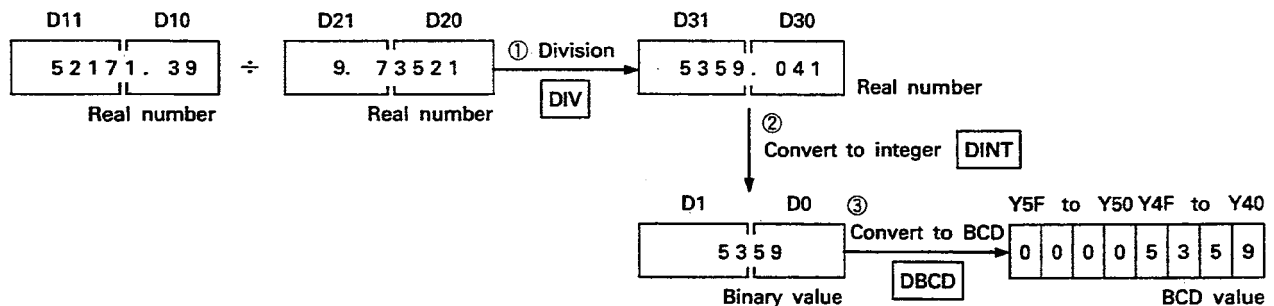 D11 D10 D21 D20 D31 D30
52171. 39 ÷ 9. 73521 ① Division DIV 5359. 041
Real number Real number Real number
②
Convert to integer DINT
D1 D0 ③ Y5F to Y50 Y4F to Y40
5359 Convert to BCD 0 0 0 0 5 3 5 9
DBCD
Binary value BCD value